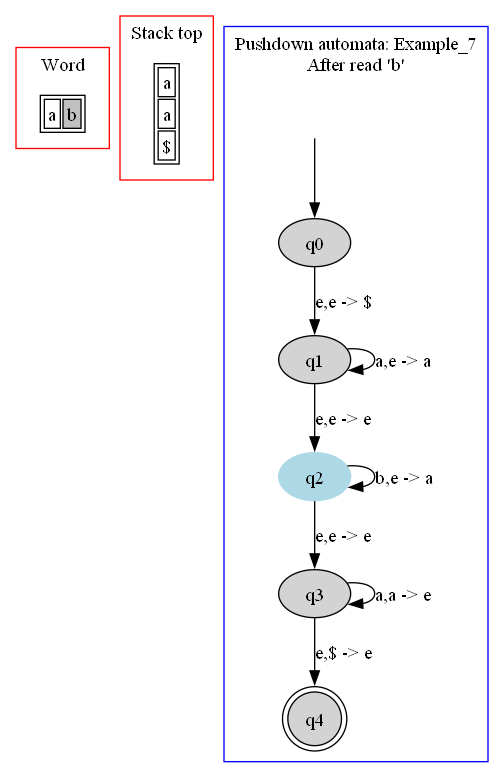 Word
a b
Stack top
a
a
$
Pushdown automata: Example_7
After read 'b'
q0
e,e -> $
q1
a,e -> a
e,e -> e
q2
b,e -> a
e,e -> e
q3
a,a -> e
e,$ -> e
q4